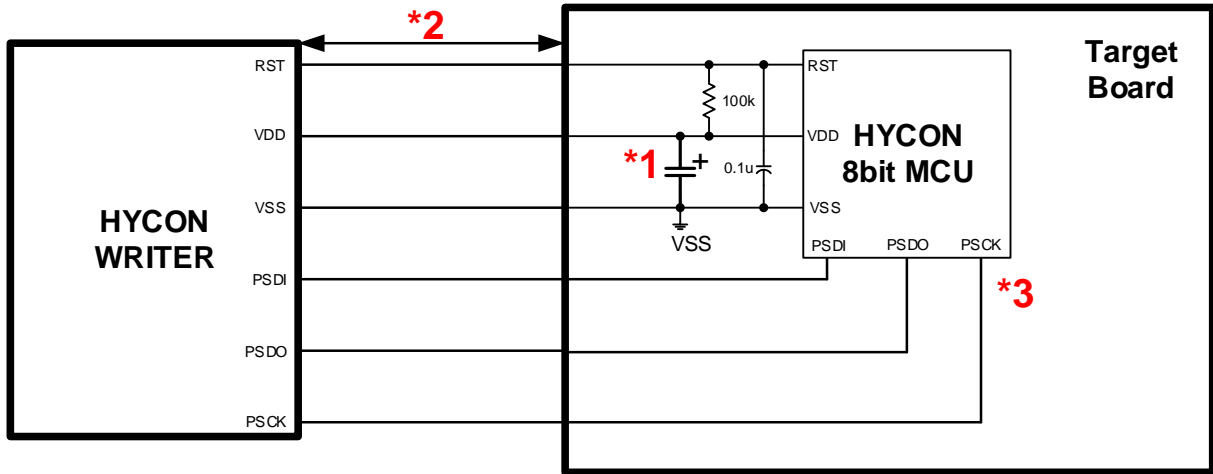 *2
Target
Board
RST
RST
100k
VDD
VDD
HYCON
8bit MCU
*1
+
0.1u
HYCON
WRITER
VSS
VSS
VSS
PSDI
PSDO
PSCK
PSDI
*3
PSDO
PSCK